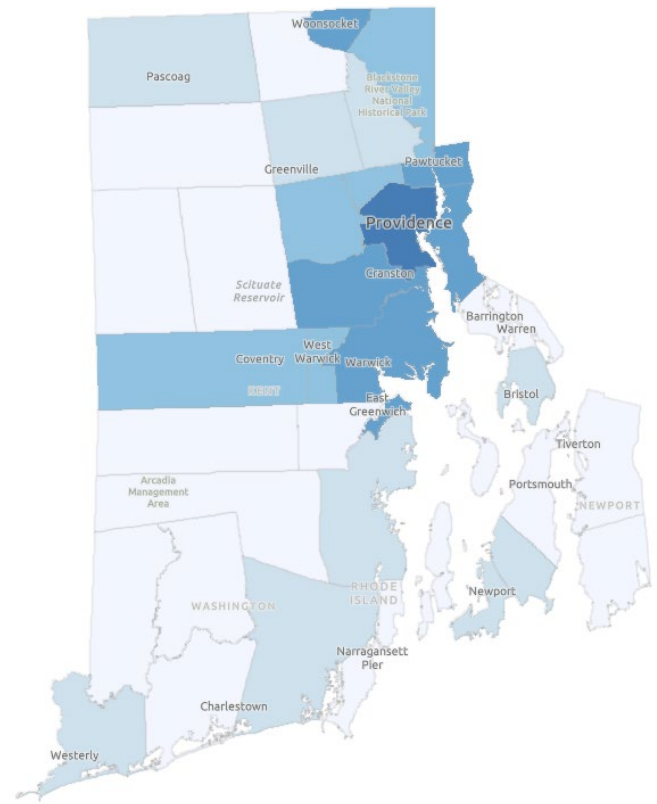 Woonsocket
Pascoag
Blackstone
River Valley
National
Historical Park
Greenville
Pawtucket
Providence
Cranston
Scituate
Reservoir
Barrington
Warren
West
Warwick
Coventry
Warwick
KENT
Bristol
East
Greenwich
Tiverton
Arcadia
Management
Area
Portsmouth
NEWPORT
RHODE
ISLAND
Newport
WASHINGTON
Narragansett
Pier
Charlestown
Westerly